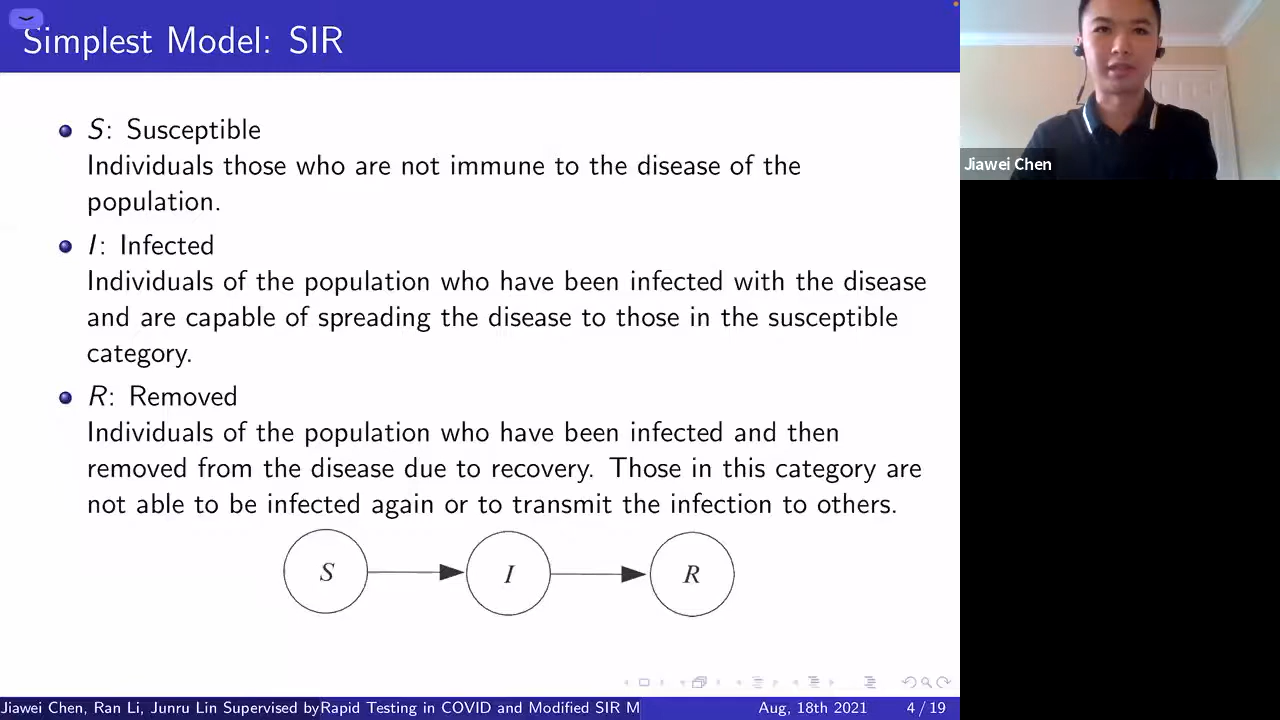 Simplest Model: SIR
S: Susceptible
Individuals those who are not immune to the disease of the
population.
I: Infected
Individuals of the population who have been infected with the disease
and are capable of spreading the disease to those in the susceptible
category.
R: Removed
Individuals of the population who have been infected and then
removed from the disease due to recovery. Those in this category are
not able to be infected again or to transmit the infection to others.
S I R
Jiawei Chen, Ran Li, Junru Lin Supervised byRapid Testing in COVID and Modified SIR M Aug, 18th 2021 4 / 19
Jiawei Chen